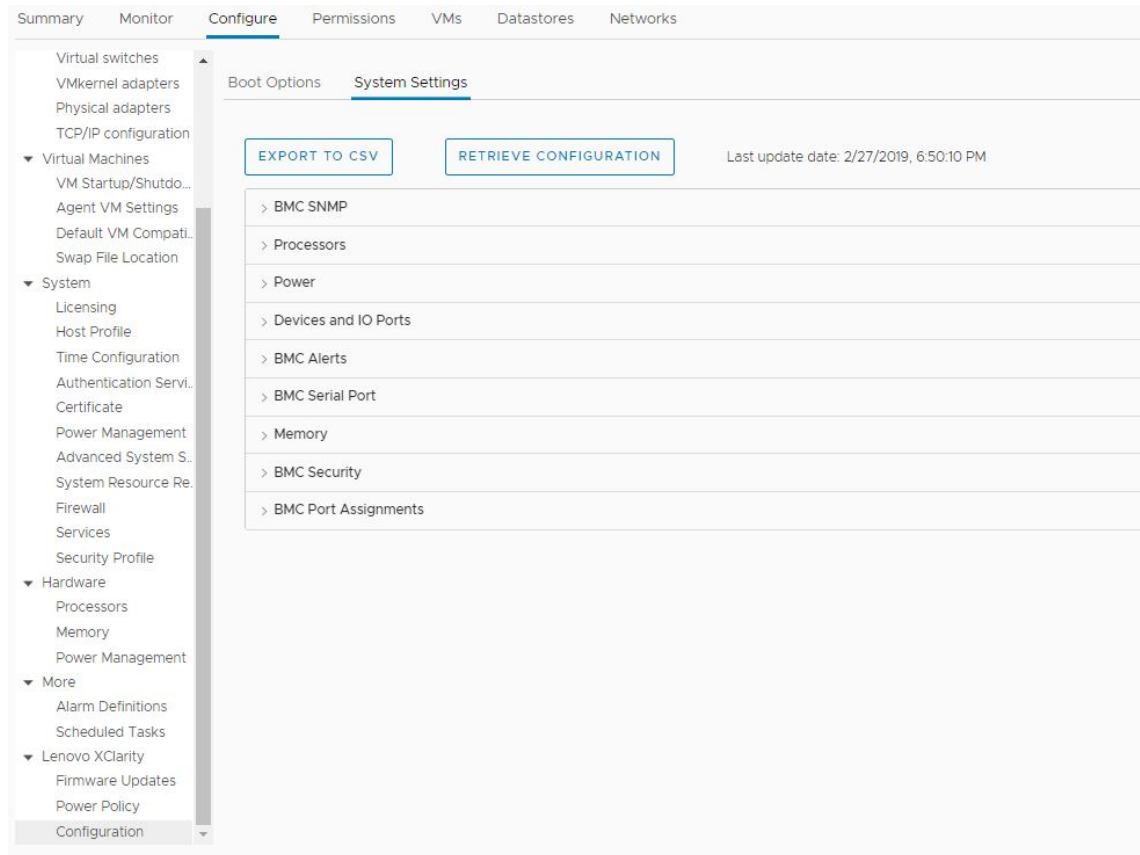 Summary Monitor Configure Permissions VMs Datastores Networks
Virtual switches
VMkernel adapters
Physical adapters
TCP/IP configuration
Virtual Machines
VM Startup/Shutdo...
Agent VM Settings
Default VM Compati..
Swap File Location
System
Licensing
Host Profile
Time Configuration
Authentication Servi..
Certificate
Power Management
Advanced System S..
System Resource Re.
Firewall
Services
Security Profile
Hardware
Processors
Memory
Power Management
More
Alarm Definitions
Scheduled Tasks
Lenovo XClarity
Firmware Updates
Power Policy
Configuration
Boot Options System Settings
EXPORT TO CSV RETRIEVE CONFIGURATION Last update date: 2/27/2019, 6:50:10 PM
BMC SNMP
Processors
Power
Devices and IO Ports
BMC Alerts
BMC Serial Port
Memory
BMC Security
BMC Port Assignments